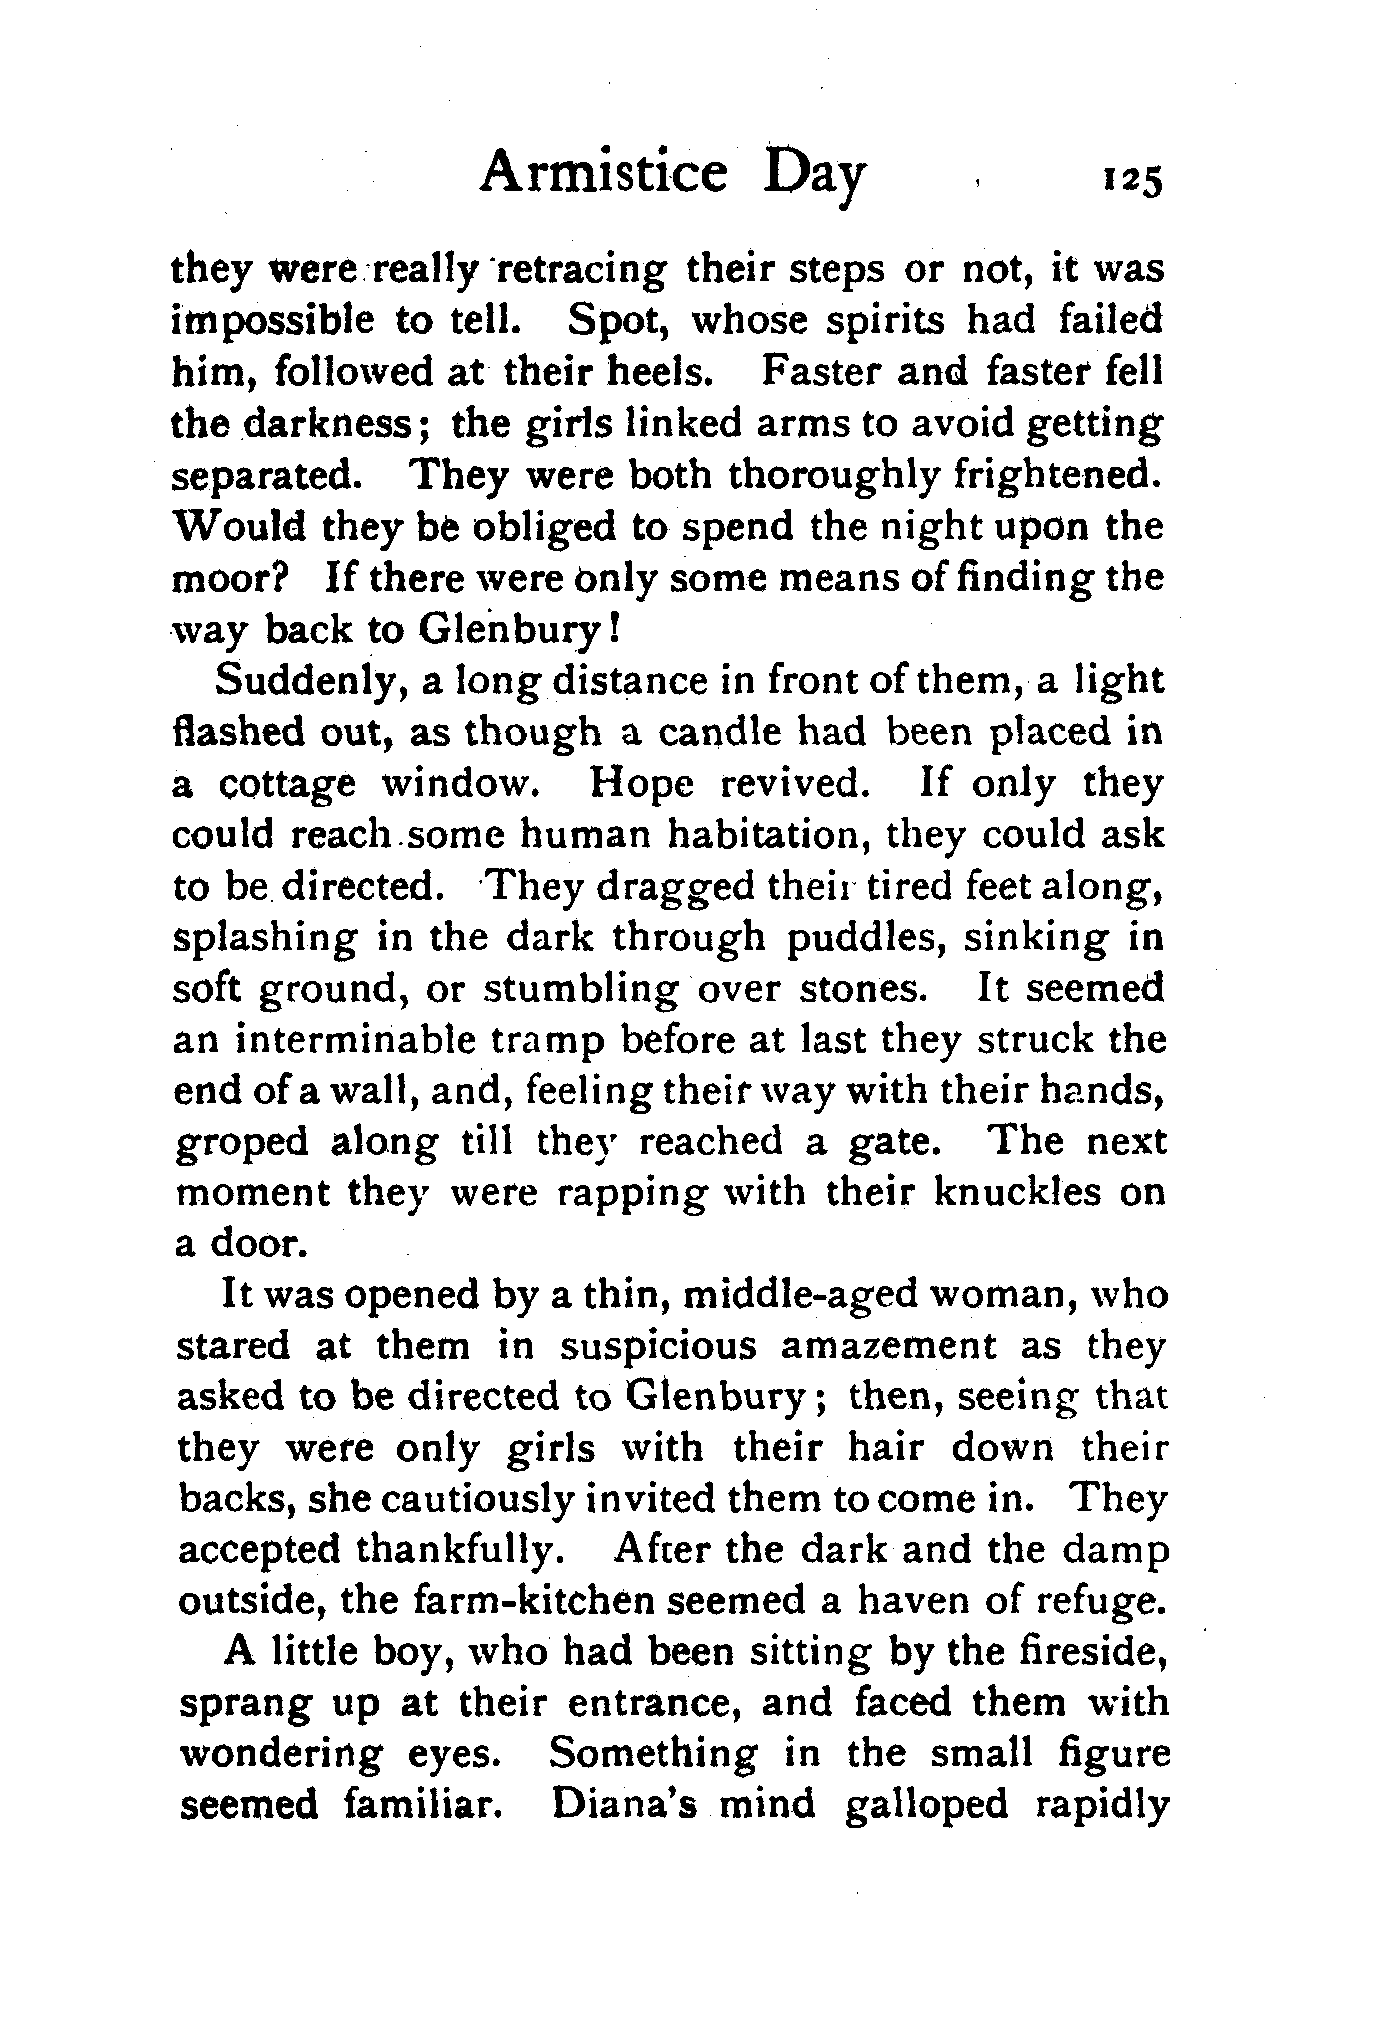 Armistice Day 125
they were really retracing their steps or not, it was
impossible to tell. Spot, whose spirits had failed
him, followed at their heels. Faster and faster fell
the darkness; the girls linked arms to avoid getting
separated. They were both thoroughly frightened.
Would they be obliged to spend the night upon the
moor? If there were only some means of finding the
way back to Glenbury!
Suddenly, a long distance in front of them, a light
flashed out, as though a candle had been placed in
a cottage window. Hope revived. If only they
could reach some human habitation, they could ask
to be directed. They dragged their tired feet along,
splashing in the dark through puddles, sinking in
soft ground, or stumbling over stones. It seemed
an interminable tramp before at last they struck the
end of a wall, and, feeling their way with their hands,
groped along till they reached a gate. The next
moment they were rapping with their knuckles on
a door.
It was opened by a thin, middle-aged woman, who
stared at them in suspicious amazement as they
asked to be directed to Glenbury; then, seeing that
they were only girls with their hair down their
backs, she cautiously invited them to come in. They
accepted thankfully. After the dark and the damp
outside, the farm-kitchen seemed a haven of refuge.
A little boy, who had been sitting by the fireside,
sprang up at their entrance, and faced them with
wondering eyes. Something in the small figure
seemed familiar. Diana's mind galloped rapidly